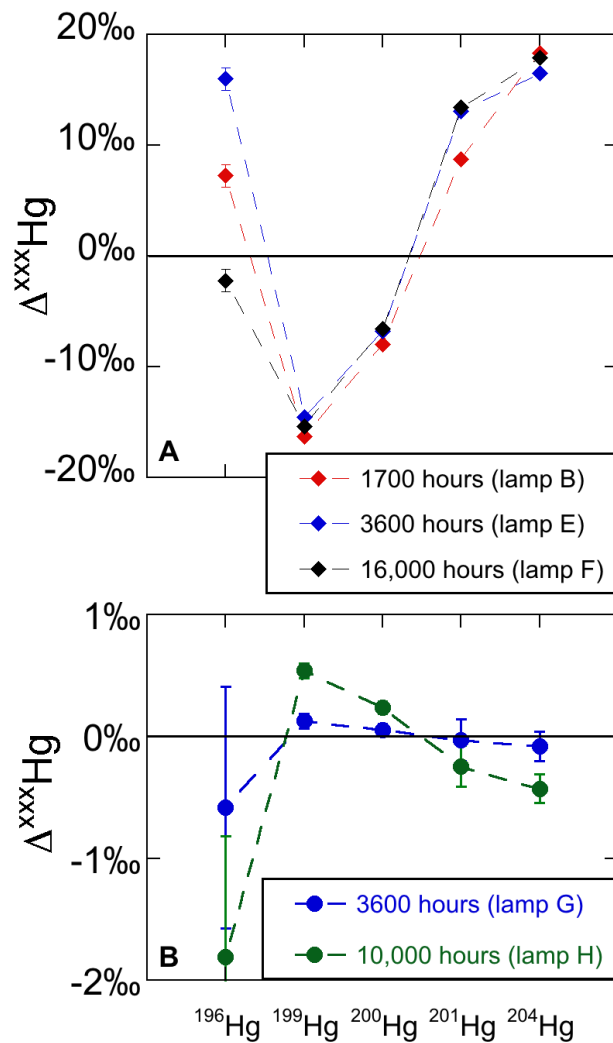 20‰
10‰
0‰
-10‰
-20‰
ΔxxxHg
A
1700 hours (lamp B)
3600 hours (lamp E)
16,000 hours (lamp F)
1‰
0‰
-1‰
-2‰
ΔxxxHg
B
3600 hours (lamp G)
10,000 hours (lamp H)
196Hg 199Hg 200Hg 201Hg 204Hg